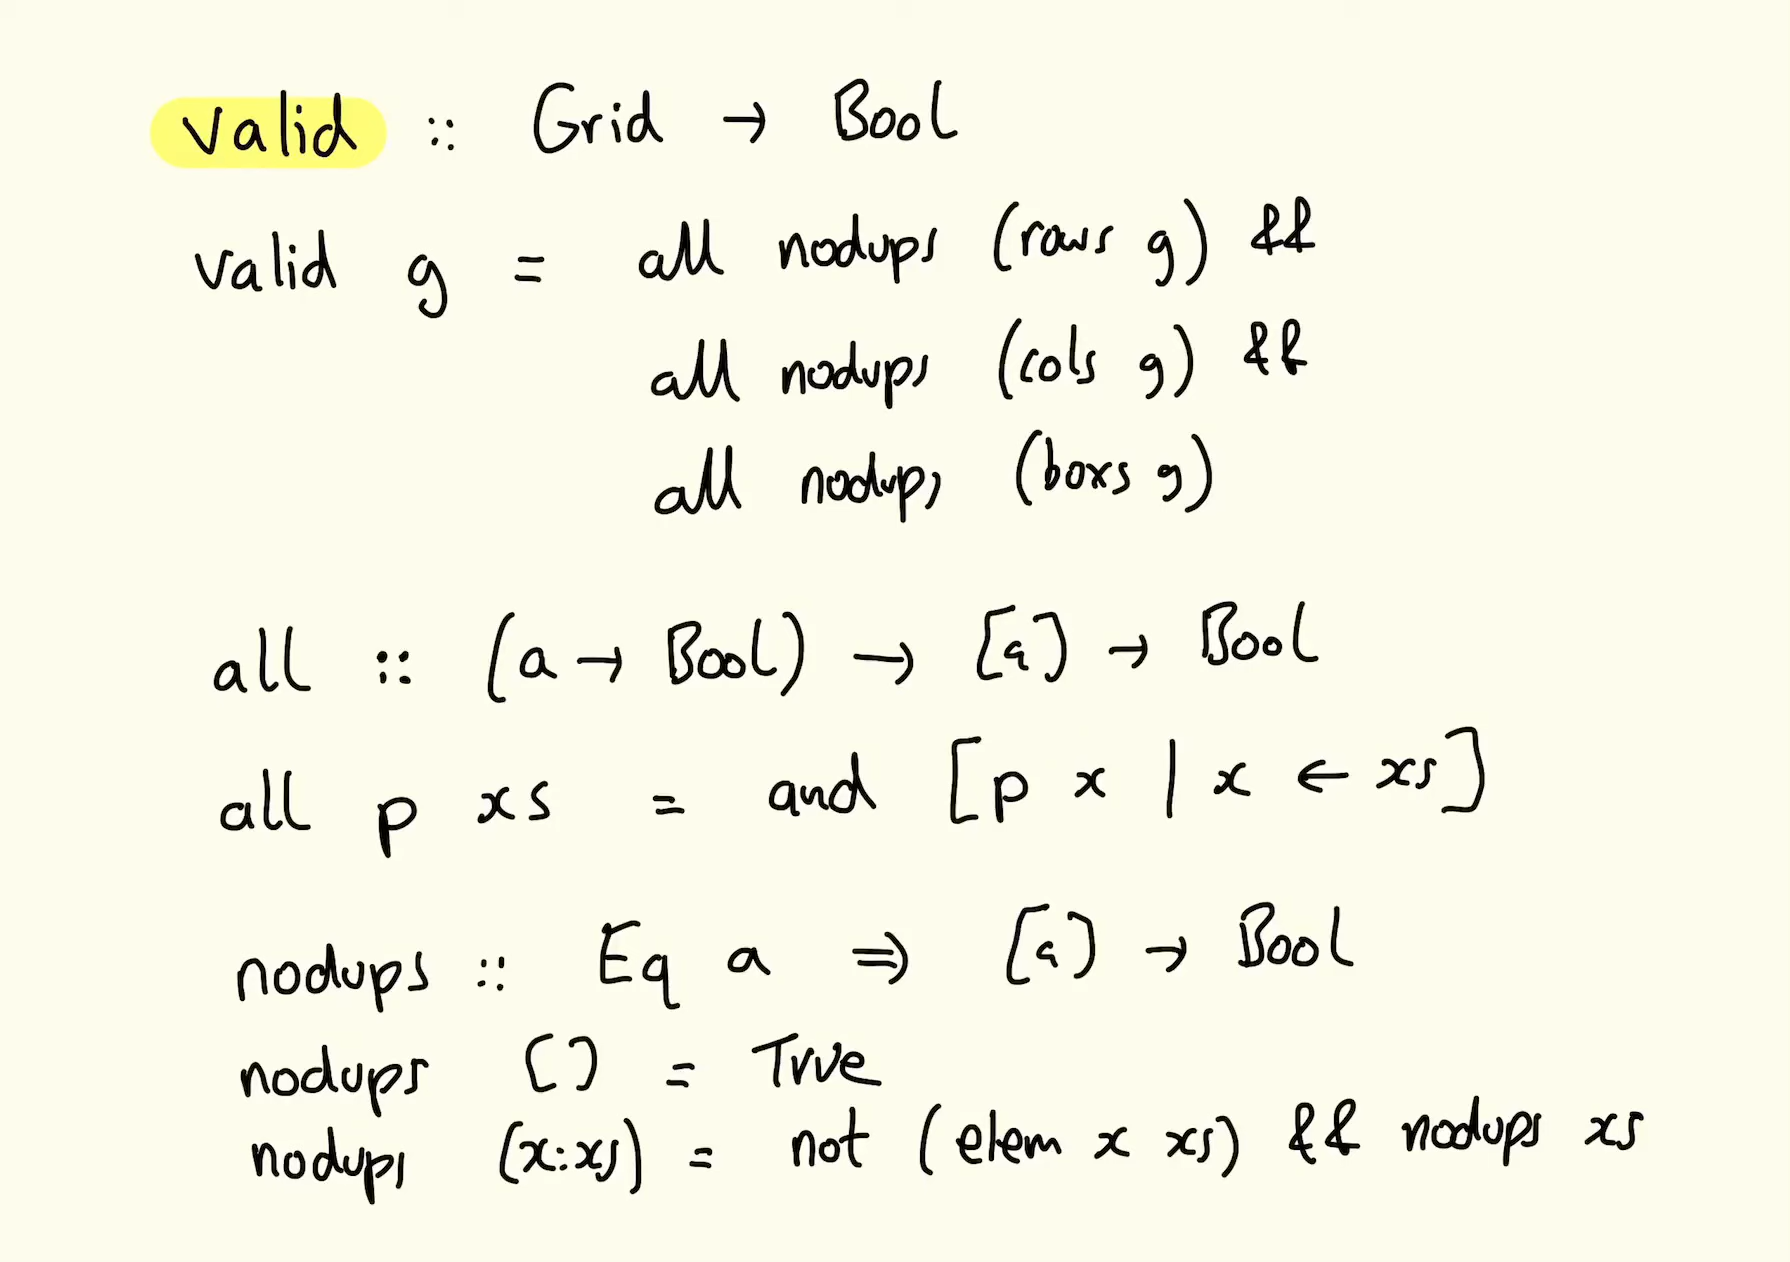 valid :: Grid → Bool
valid g = all nodups (rows g) &&
all nodups (cols g) &&
all nodups (boxs g)
all :: (a → Bool) → [a] → Bool
all p xs = and [p x | x ← xs]
nodups :: Eq a ⇒ [a] → Bool
nodups [] = True
nodups (x:xs) = not (elem x xs) && nodups xs